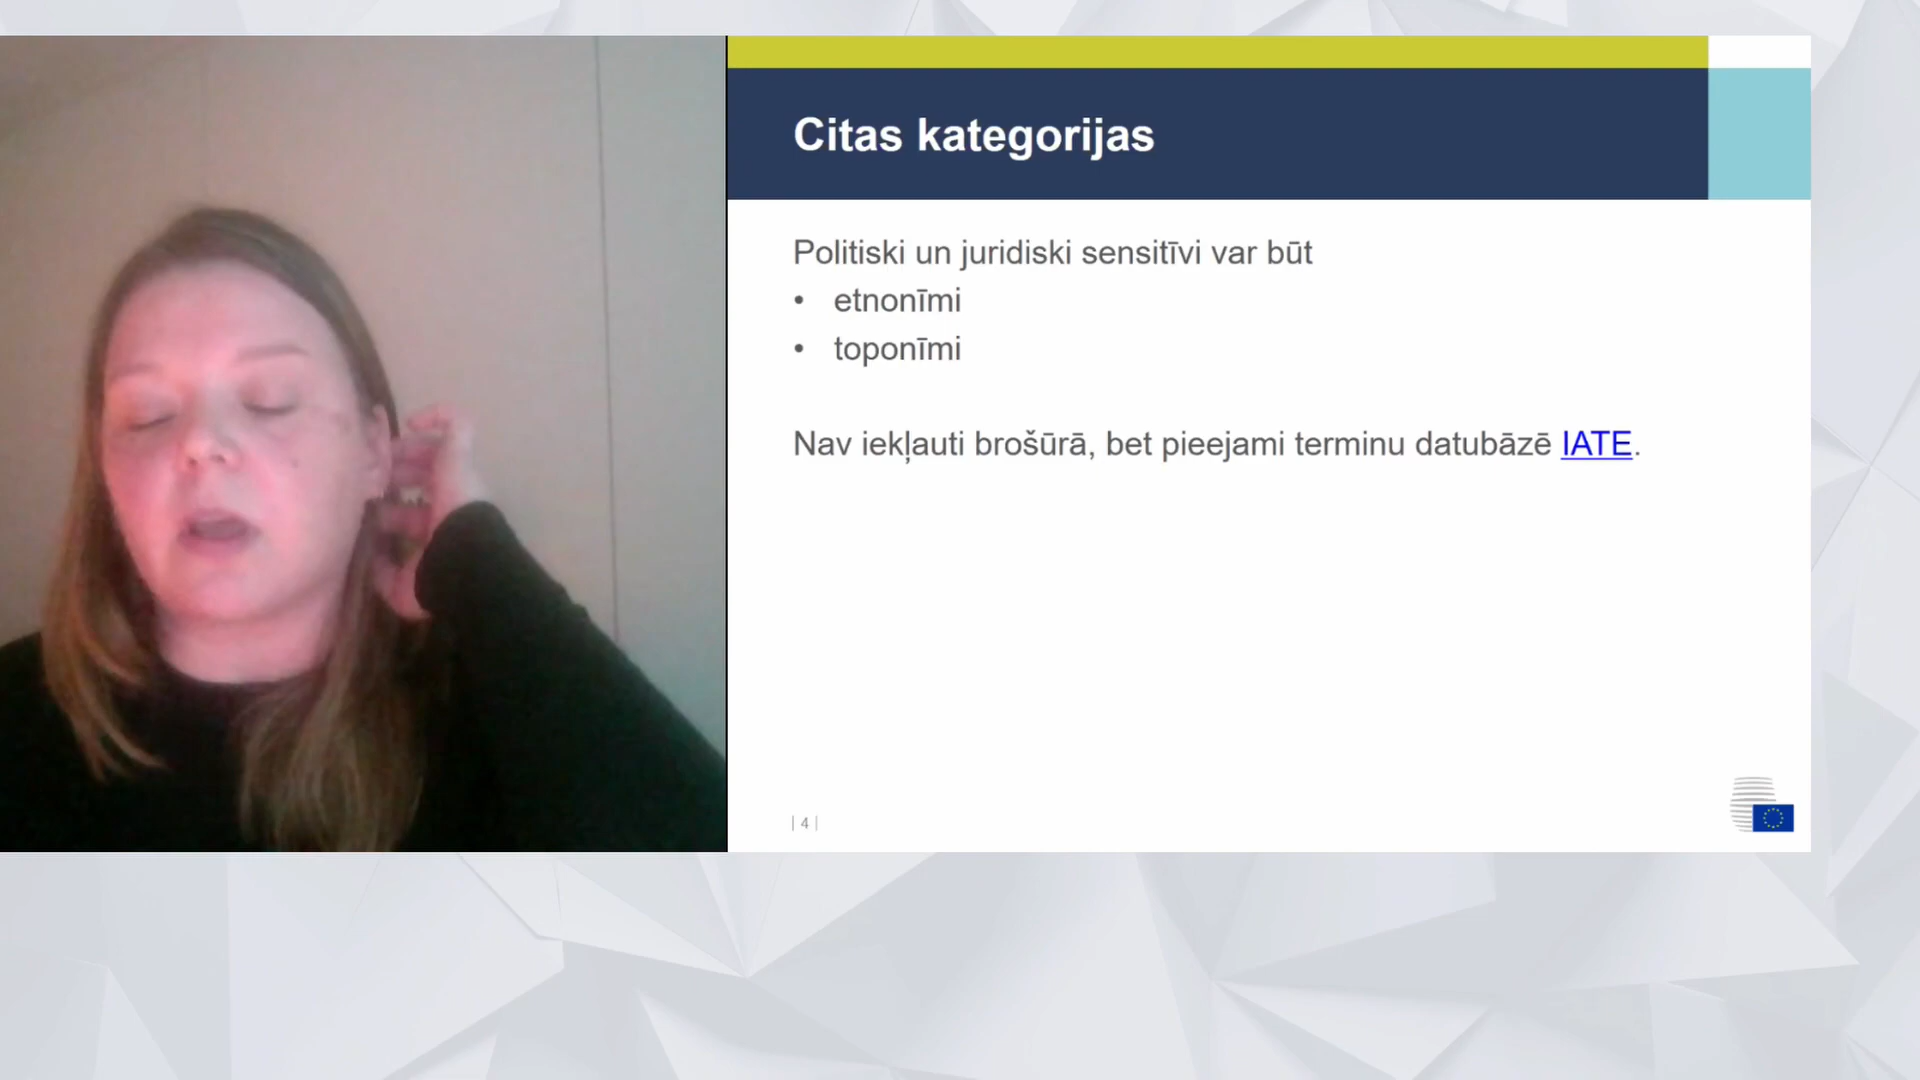 Citas kategorijas
Politiski un juridiski sensitīvi var būt
• etnonīmi
• toponīmi
Nav iekļauti brošūrā, bet pieejami terminu datubāzē IATE.
| 4 |